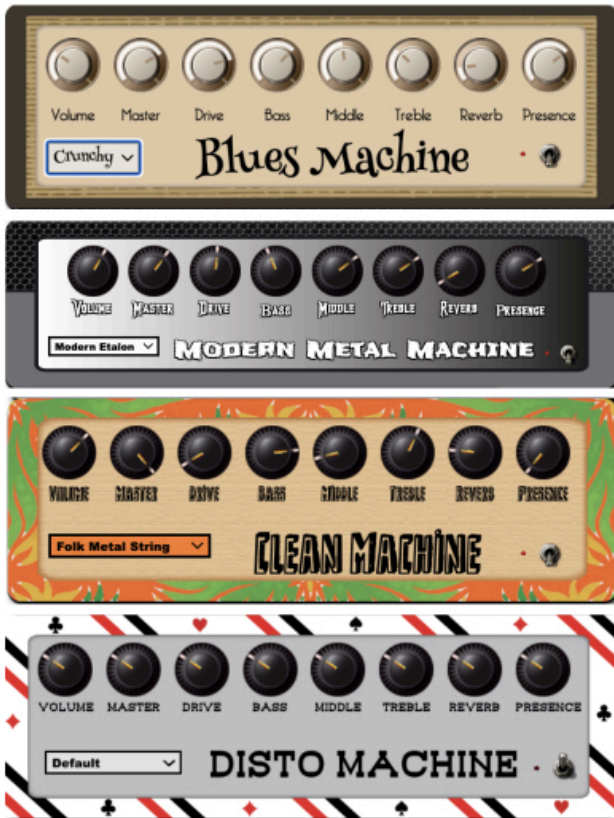 Volume Master Drive Bass Middle Treble Reverb Presence
Crunchy
Blues Machine
VOLUME MASTER DRIVE BASS MIDDLE TREBLE REVERB PRESENCE
Modern Etalon
MODERN METAL MACHINE
VOLUME MASTER DRIVE BASS MIDDLE TREBLE REVERB PRESENCE
Folk Metal String
CLEAN MACHINE
VOLUME MASTER DRIVE BASS MIDDLE TREBLE REVERB PRESENCE
Default
DISTO MACHINE